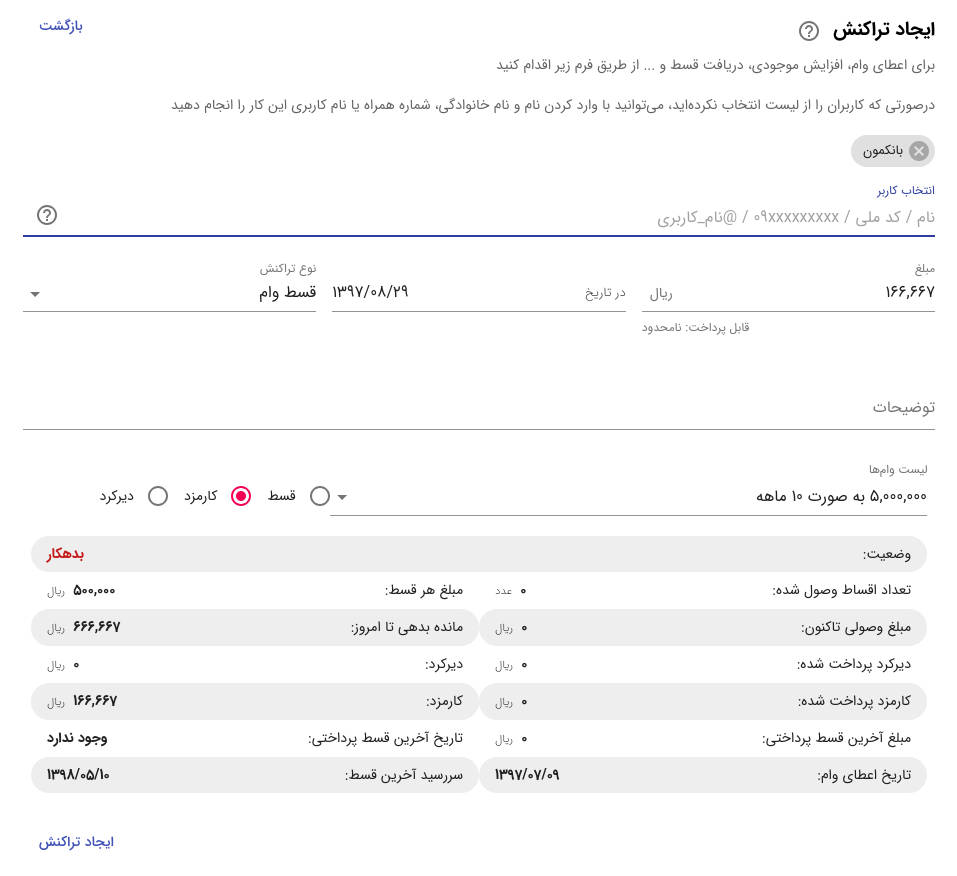 ایجاد تراکنش
بازگشت
برای اعطای وام، افزایش موجودی، دریافت قسط و ... از طریق فرم زیر اقدام کنید
درصورتی که کاربران را از لیست انتخاب نکرده‌اید، می‌توانید با وارد کردن نام و نام خانوادگی، شماره همراه یا نام کاربری این کار را انجام دهید
بانکمون
انتخاب کاربر
نام / کد ملی / ۰۹xxxxxxxxx / @نام_کاربری
مبلغ
۱۶۶,۶۶۷ ریال
قابل پرداخت: نامحدود
در تاریخ ۱۳۹۷/۰۸/۲۹
نوع تراکنش
قسط وام
توضیحات
لیست وام‌ها
۵,۰۰۰,۰۰۰ به صورت ۱۰ ماهه
قسط کارمزد دیرکرد
وضعیت: بدهکار
تعداد اقساط وصول شده: ۰ عدد مبلغ هر قسط: ۵۰۰,۰۰۰ ریال
مبلغ وصولی تاکنون: ۰ ریال مانده بدهی تا امروز: ۶۶۶,۶۶۷ ریال
دیرکرد پرداخت شده: ۰ ریال دیرکرد: ۰ ریال
کارمزد پرداخت شده: ۰ ریال کارمزد: ۱۶۶,۶۶۷ ریال
مبلغ آخرین قسط پرداختی: ۰ ریال تاریخ آخرین قسط پرداختی: وجود ندارد
تاریخ اعطای وام: ۱۳۹۷/۰۷/۰۹ سررسید آخرین قسط: ۱۳۹۸/۰۵/۱۰
ایجاد تراکنش